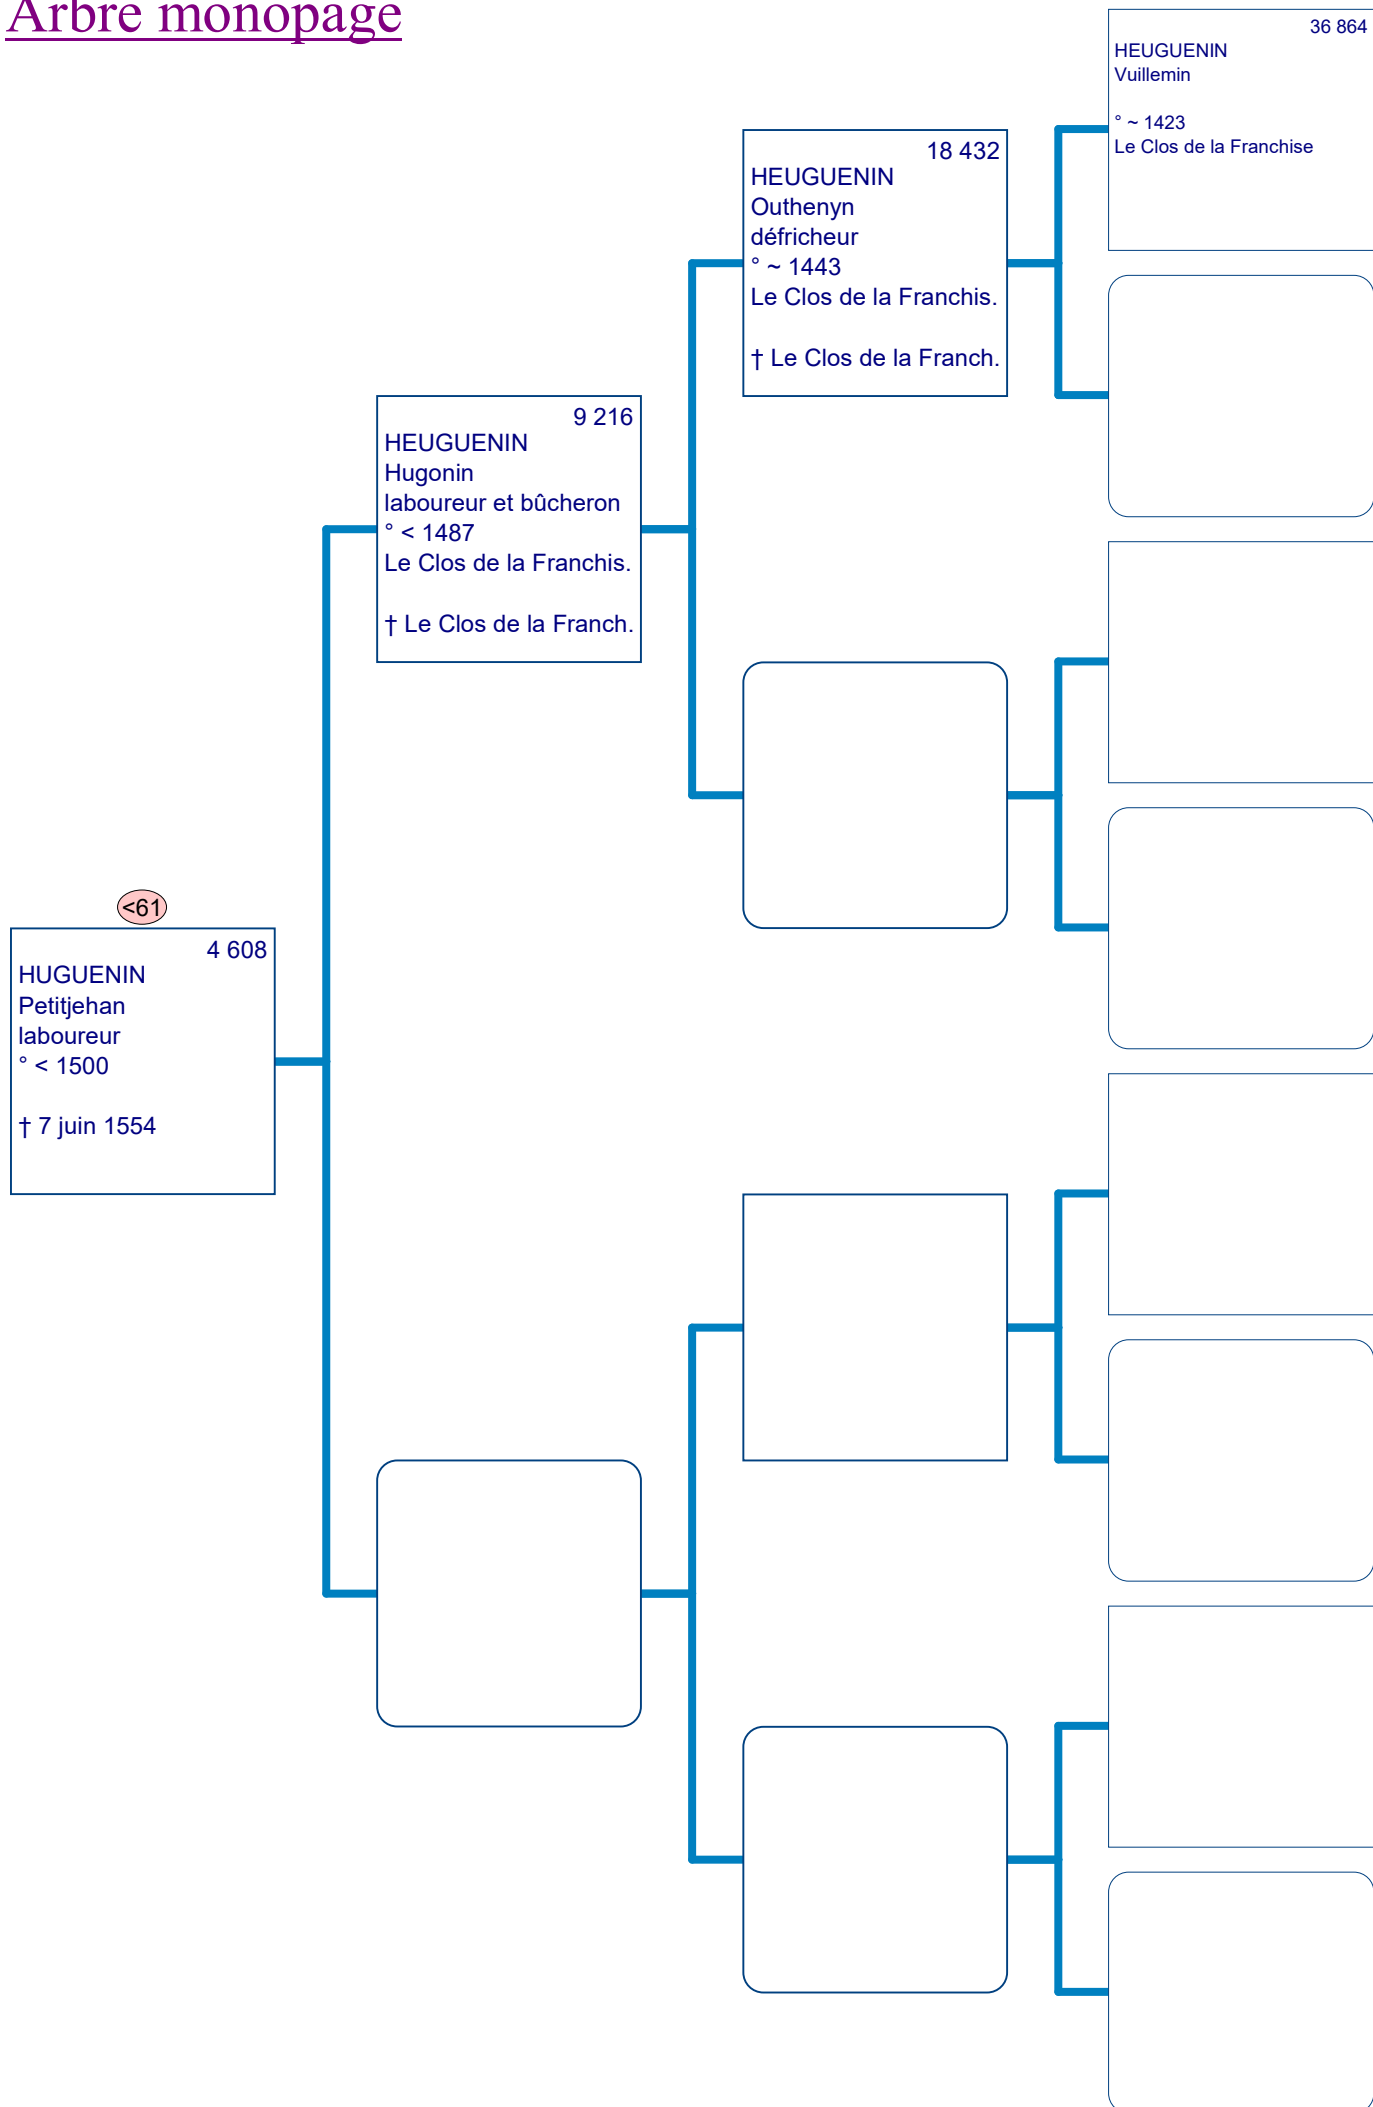 Arbre monopage
36 864
HEUGUENIN
Vuillemin
° ~ 1423
Le Clos de la Franchise
18 432
HEUGUENIN
Outhenyn
défricheur
° ~ 1443
Le Clos de la Franchis.
† Le Clos de la Franch.
9 216
HEUGUENIN
Hugonin
laboureur et bûcheron
° < 1487
Le Clos de la Franchis.
† Le Clos de la Franch.
<61
4 608
HUGUENIN
Petitjehan
laboureur
° < 1500
† 7 juin 1554